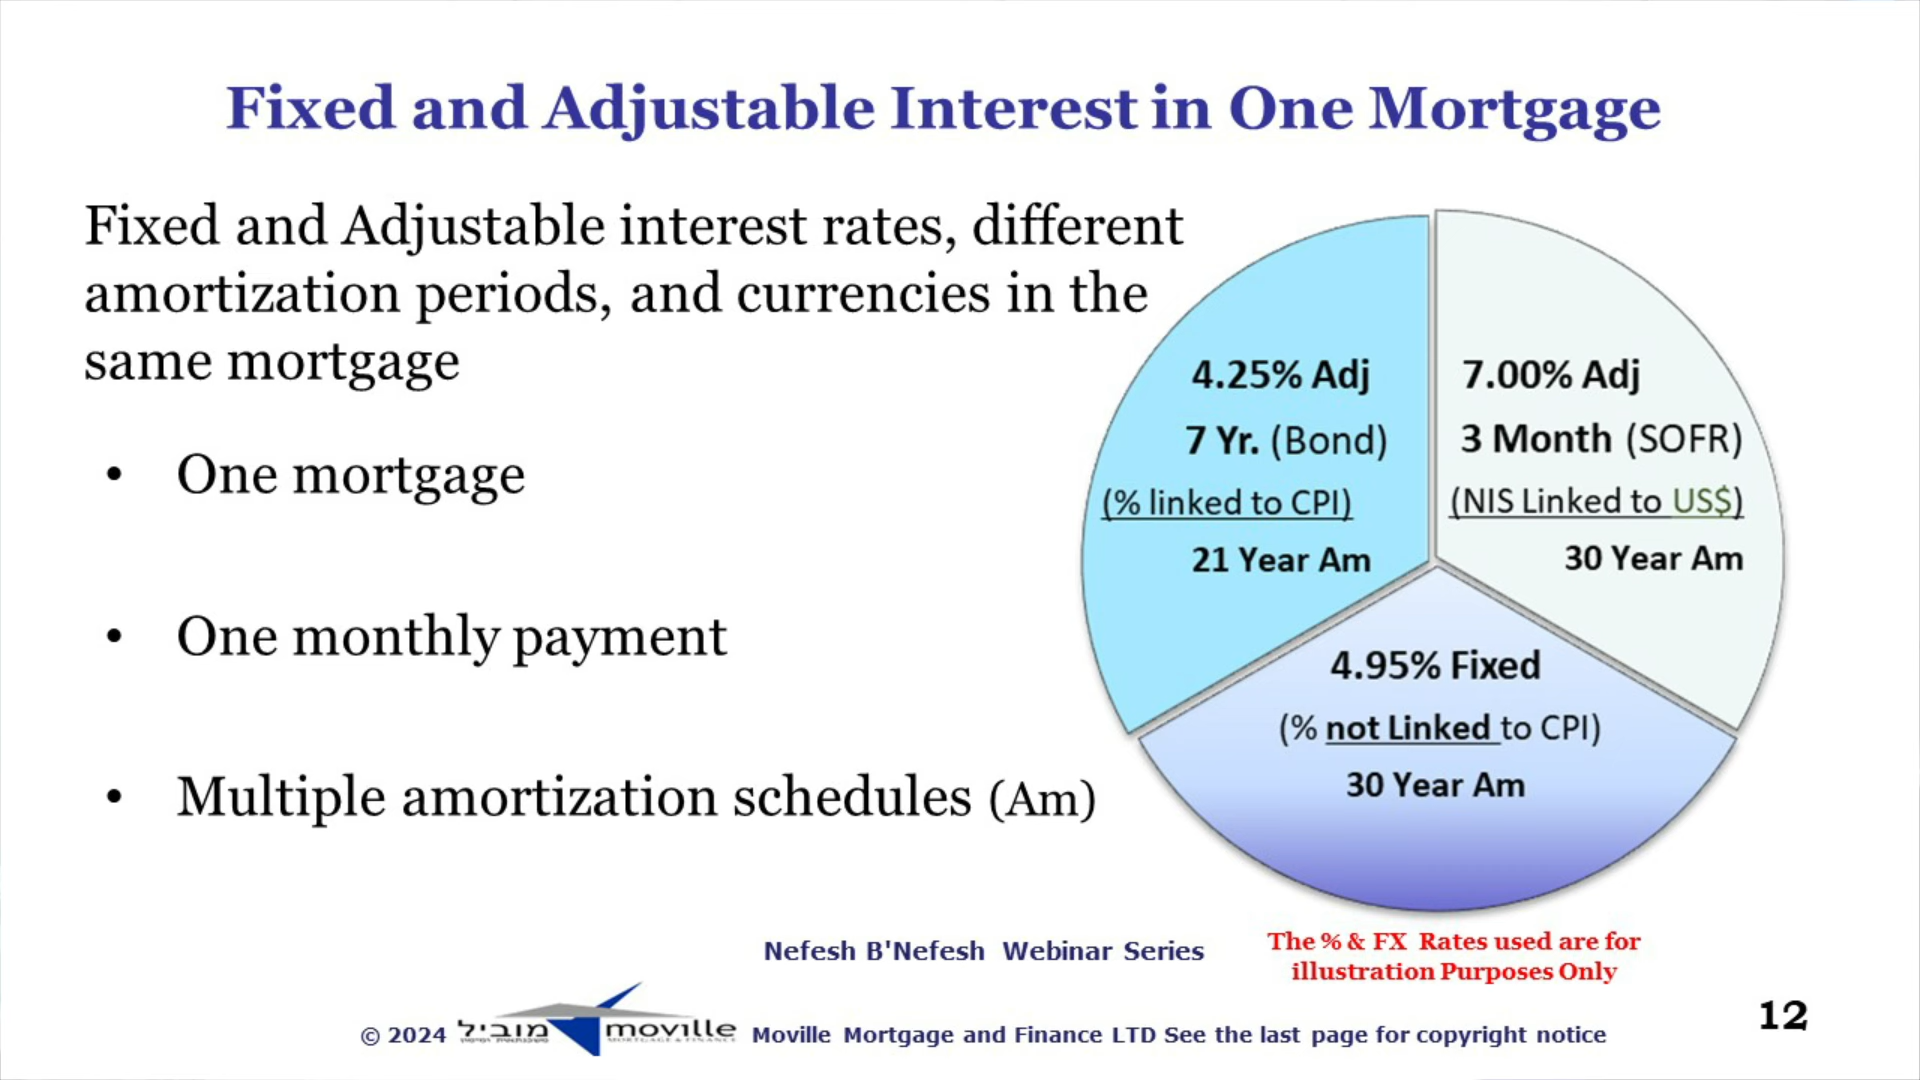 Fixed and Adjustable Interest in One Mortgage
Fixed and Adjustable interest rates, different
amortization periods, and currencies in the
same mortgage
• One mortgage
• One monthly payment
• Multiple amortization schedules (Am)
4.25% Adj
7 Yr. (Bond)
(% linked to CPI)
21 Year Am
7.00% Adj
3 Month (SOFR)
(NIS Linked to US$)
30 Year Am
4.95% Fixed
(% not Linked to CPI)
30 Year Am
Nefesh B'Nefesh Webinar Series
The % & FX Rates used are for
illustration Purposes Only
© 2024 מוביל moville Moville Mortgage and Finance LTD See the last page for copyright notice
MORTGAGE & FINANCE
12